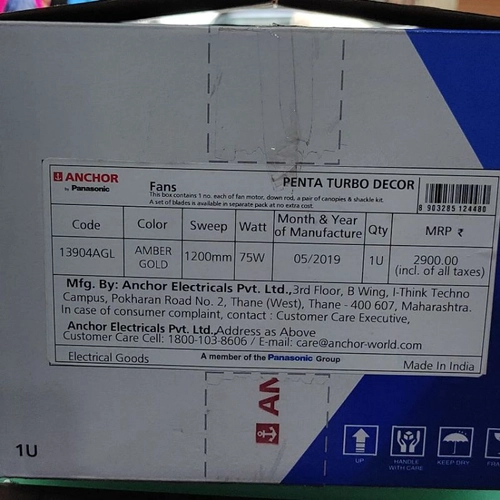 ANCHOR
by Panasonic
Fans
PENTA TURBO DECOR
This box contains 1 no. each of fan motor, down rod, a pair of canopies & shackle kit.
A set of blades is available in separate pack at no extra cost.
8 903285 124480
Code Color Sweep Watt Month & Year of Manufacture Qty MRP ₹
13904AGL AMBER GOLD 1200mm 75W 05/2019 1U 2900.00 (incl. of all taxes)
Mfg. By: Anchor Electricals Pvt. Ltd.,3rd Floor, B Wing, I-Think Techno
Campus, Pokharan Road No. 2, Thane (West), Thane - 400 607, Maharashtra.
In case of consumer complaint, contact : Customer Care Executive,
Anchor Electricals Pvt. Ltd.,Address as Above
Customer Care Cell: 1800-103-8606 / E-mail: care@anchor-world.com
Electrical Goods A member of the Panasonic Group Made In India
AN
1U
UP
HANDLE WITH CARE
KEEP DRY